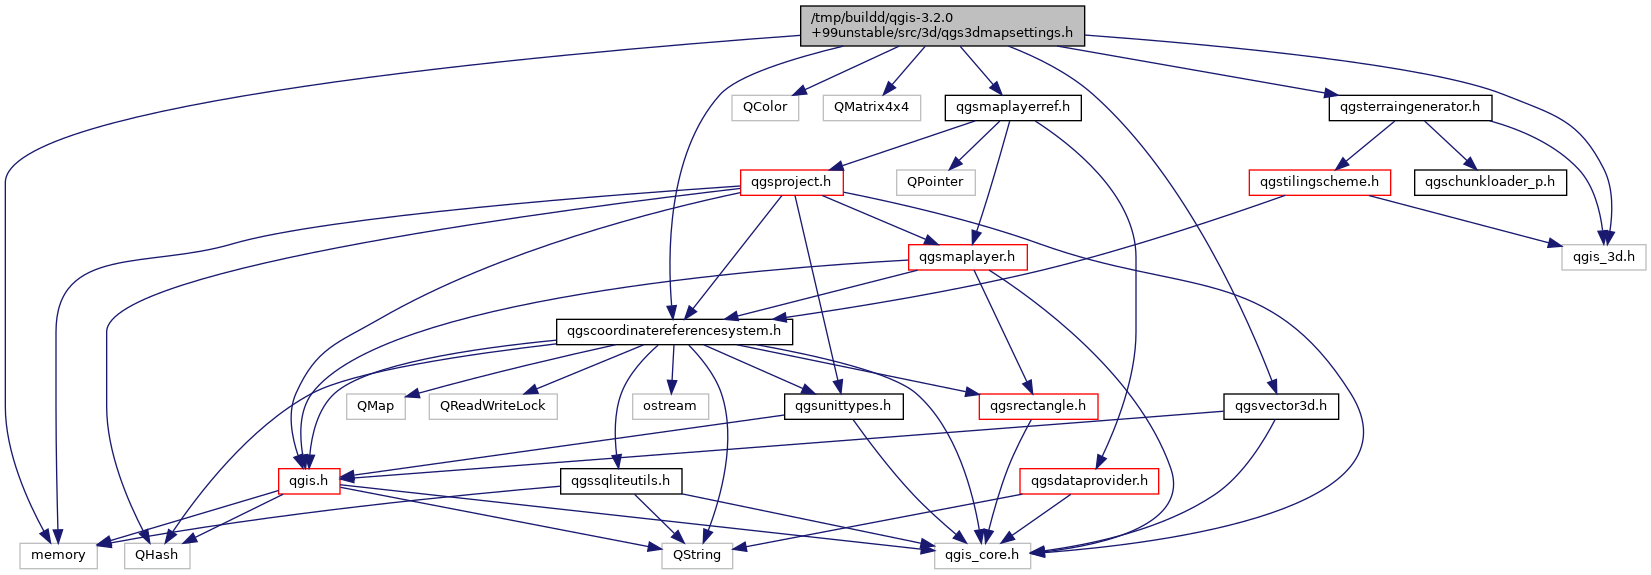 /tmp/buildd/qgis-3.2.0
+99unstable/src/3d/qgs3dmapsettings.h
QColor
QMatrix4x4
qgsmaplayerref.h
qgsterraingenerator.h
qgsproject.h
QPointer
qgstilingscheme.h
qgschunkloader_p.h
qgsmaplayer.h
qgis_3d.h
qgscoordinatereferencesystem.h
QMap
QReadWriteLock
ostream
qgsunittypes.h
qgsrectangle.h
qgsvector3d.h
qgis.h
qgssqliteutils.h
qgsdataprovider.h
memory
QHash
QString
qgis_core.h